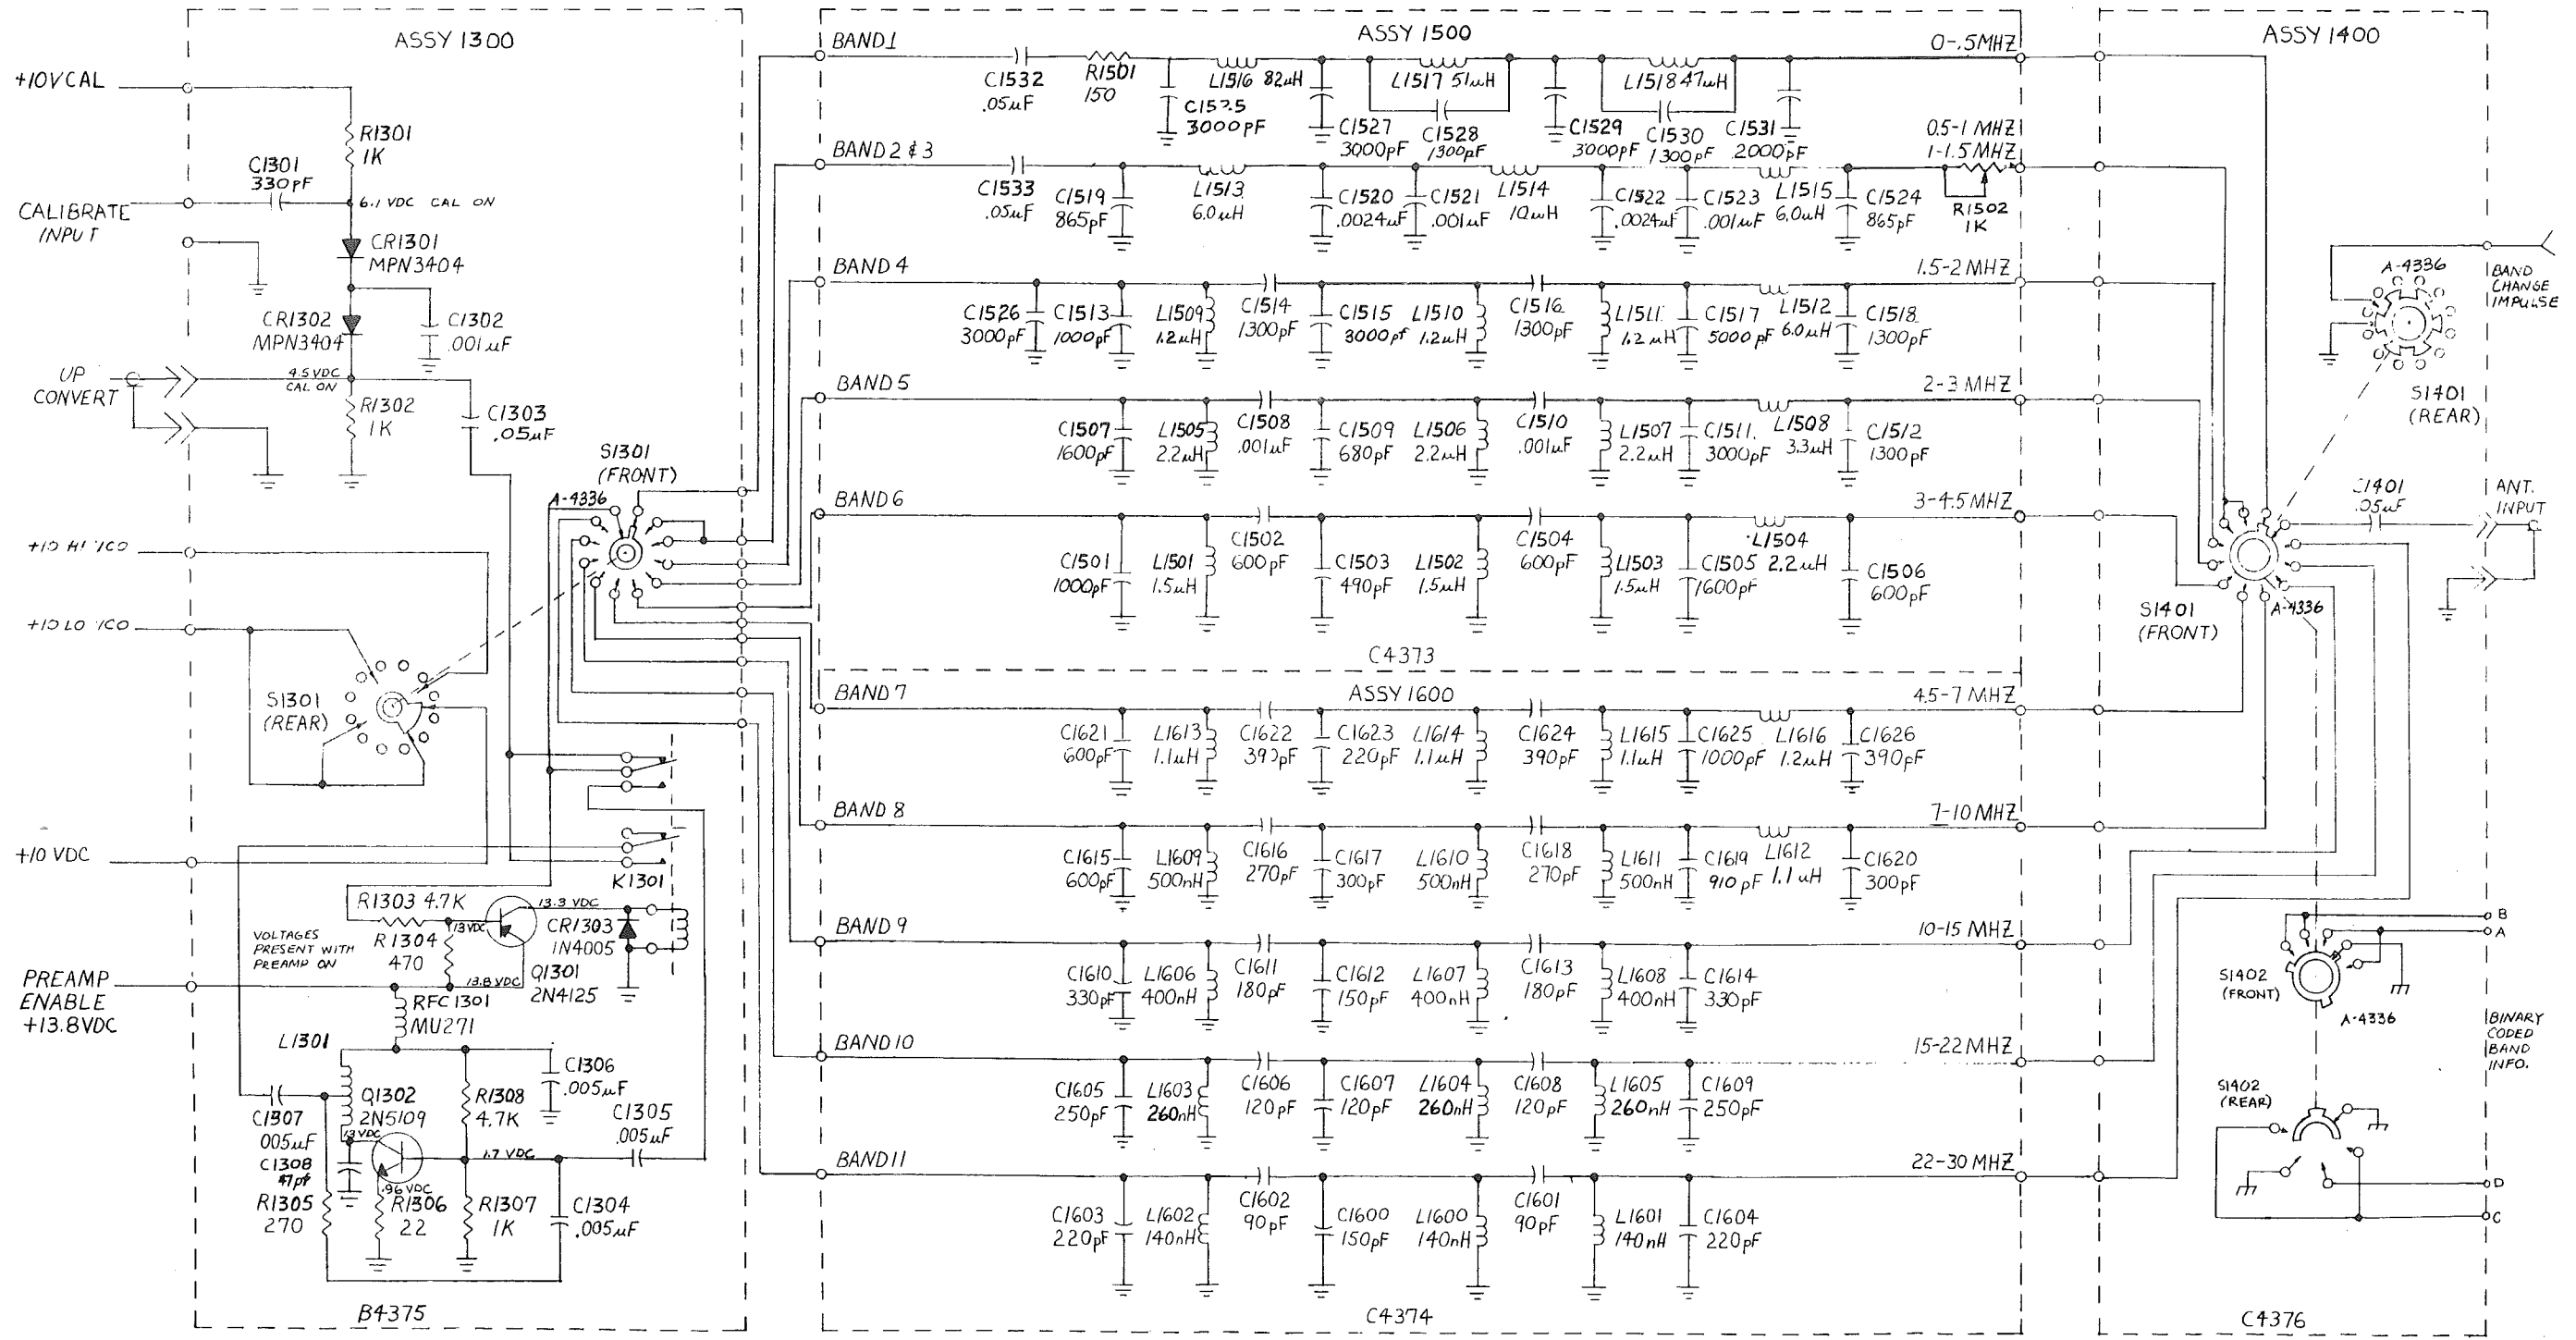 ASSY 1300
+10V CAL
R1301
1K
C1301
330pF
CALIBRATE
INPUT
6.1 VDC CAL ON
CR1301
MPN3404
CR1302
MPN3404
C1302
.001uF
UP
CONVERT
4.5VDC
CAL ON
R1302
1K
C1303
.05uF
S1301
(FRONT)
A-4336
+10 HI VCO
+10 LO VCO
S1301
(REAR)
+10 VDC
K1301
R1303 4.7K
13VDC
13.3 VDC
CR1303
1N4005
VOLTAGES
PRESENT WITH
PREAMP ON
R1304
470
Q1301
2N4125
13.8VDC
PREAMP
ENABLE
+13.8VDC
RFC1301
MU271
L1301
C1306
.005uF
Q1302
2N5109
R1308
4.7K
C1307
005uF
13 VDC
C1305
.005uF
1.7 VDC
C1308
47pf
.96 VDC
R1305
270
R1306
22
R1307
1K
C1304
.005uF
B4375
ASSY 1500
BAND1
0-.5MHZ
C1532
.05uF
R1501
150
C1525
3000pF
L1516 82uH
C1527
3000pF
L1517 51uH
C1528
1300pF
C1529
3000pF
L1518 47uH
C1530
1300pF
C1531
.2000pF
BAND 2 & 3
0.5-1 MHZ
1-1.5MHZ
C1533
.05uF
C1519
865pF
L1513
6.0uH
C1520
.0024uF
C1521
.001uF
L1514
10uH
C1522
.0024uF
C1523
.001uF
L1515
6.0uH
C1524
865pF
R1502
1K
BAND 4
1.5-2 MHZ
C1526
3000pF
C1513
1000pF
L1509
1.2uH
C1514
1300pF
C1515
3000pf
L1510
1.2uH
C1516
1300pF
L1511
1.2uH
C1517
5000pF
L1512
6.0uH
C1518
1300pF
BAND 5
2-3 MHZ
C1507
1600pF
L1505
2.2uH
C1508
.001uF
C1509
680pF
L1506
2.2uH
C1510
.001uF
L1507
2.2uH
C1511
3000pF
L1508
3.3uH
C1512
1300pF
BAND 6
3-4.5MHZ
C1501
1000pF
L1501
1.5uH
C1502
600pF
C1503
490pF
L1502
1.5uH
C1504
600pF
L1503
1.5uH
C1505
1600pF
L1504
2.2uH
C1506
600pF
C4373
ASSY 1600
BAND 7
4.5-7 MHZ
C1621
600pF
L1613
1.1uH
C1622
390pF
C1623
220pF
L1614
1.1uH
C1624
390pF
L1615
1.1uH
C1625
1000pF
L1616
1.2uH
C1626
390pF
BAND 8
7-10 MHZ
C1615
600pF
L1609
500nH
C1616
270pF
C1617
300pF
L1610
500nH
C1618
270pF
L1611
500nH
C1619
910pF
L1612
1.1uH
C1620
300pF
BAND 9
10-15 MHZ
C1610
330pF
L1606
400nH
C1611
180pF
C1612
150pF
L1607
400nH
C1613
180pF
L1608
400nH
C1614
330pF
BAND 10
15-22MHZ
C1605
250pF
L1603
260nH
C1606
120pF
C1607
120pF
L1604
260nH
C1608
120pF
L1605
260nH
C1609
250pF
BAND 11
22-30 MHZ
C1603
220pF
L1602
140nH
C1602
90pF
C1600
150pF
L1600
140nH
C1601
90pF
L1601
140nH
C1604
220pF
C4374
ASSY 1400
A-4336
BAND
CHANGE
IMPULSE
S1401
(REAR)
C1401
.05uF
ANT.
INPUT
S1401
(FRONT)
A-4336
B
A
S1402
(FRONT)
A-4336
BINARY
CODED
BAND
INFO.
S1402
(REAR)
D
C
C4376